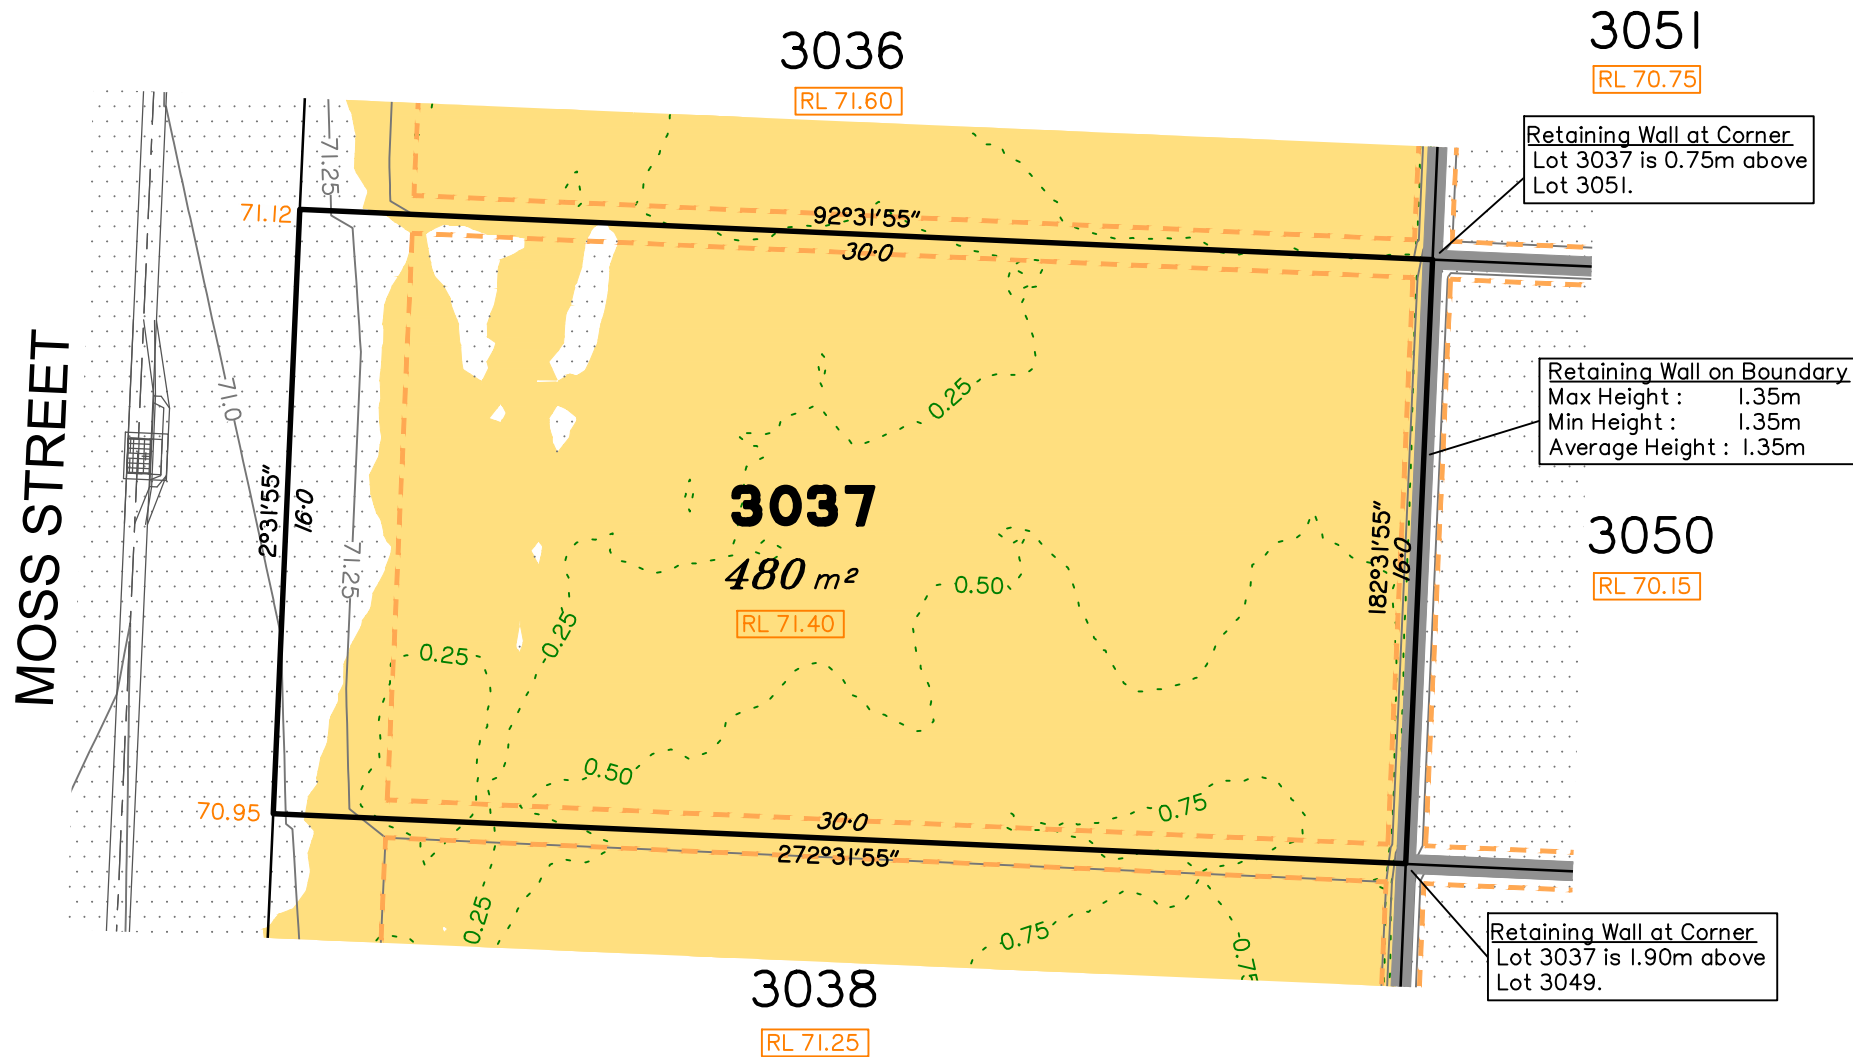 3036
RL 71.60
3051
RL 70.75
Retaining Wall at Corner
Lot 3037 is 0.75m above
Lot 3051.
71.25
71.12
92°31'55"
30·0
MOSS STREET
71.0
0.25
Retaining Wall on Boundary
Max Height : 1.35m
Min Height : 1.35m
Average Height : 1.35m
2°31'55"
16·0
71.25
3037
480 m²
RL 71.40
0.50
182°31'55"
16·0
3050
RL 70.15
0.25
0.25
0.50
0.75
70.95
30·0
272°31'55"
0.25
0.75
0.75
Retaining Wall at Corner
Lot 3037 is 1.90m above
Lot 3049.
3038
RL 71.25